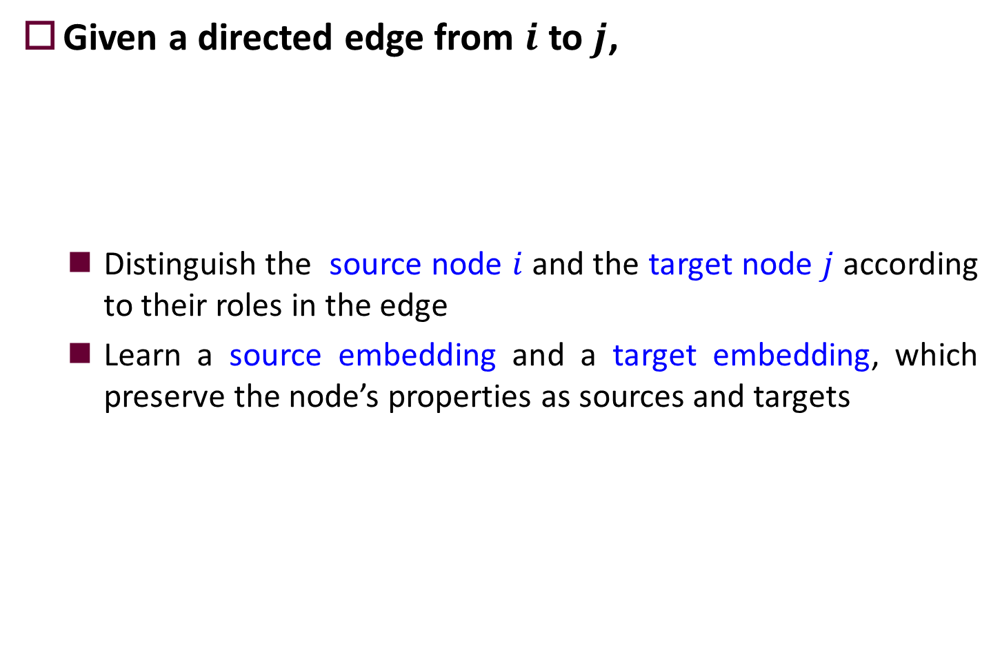 Given a directed edge from i to j,
Distinguish the source node i and the target node j according
to their roles in the edge
Learn a source embedding and a target embedding, which
preserve the node’s properties as sources and targets